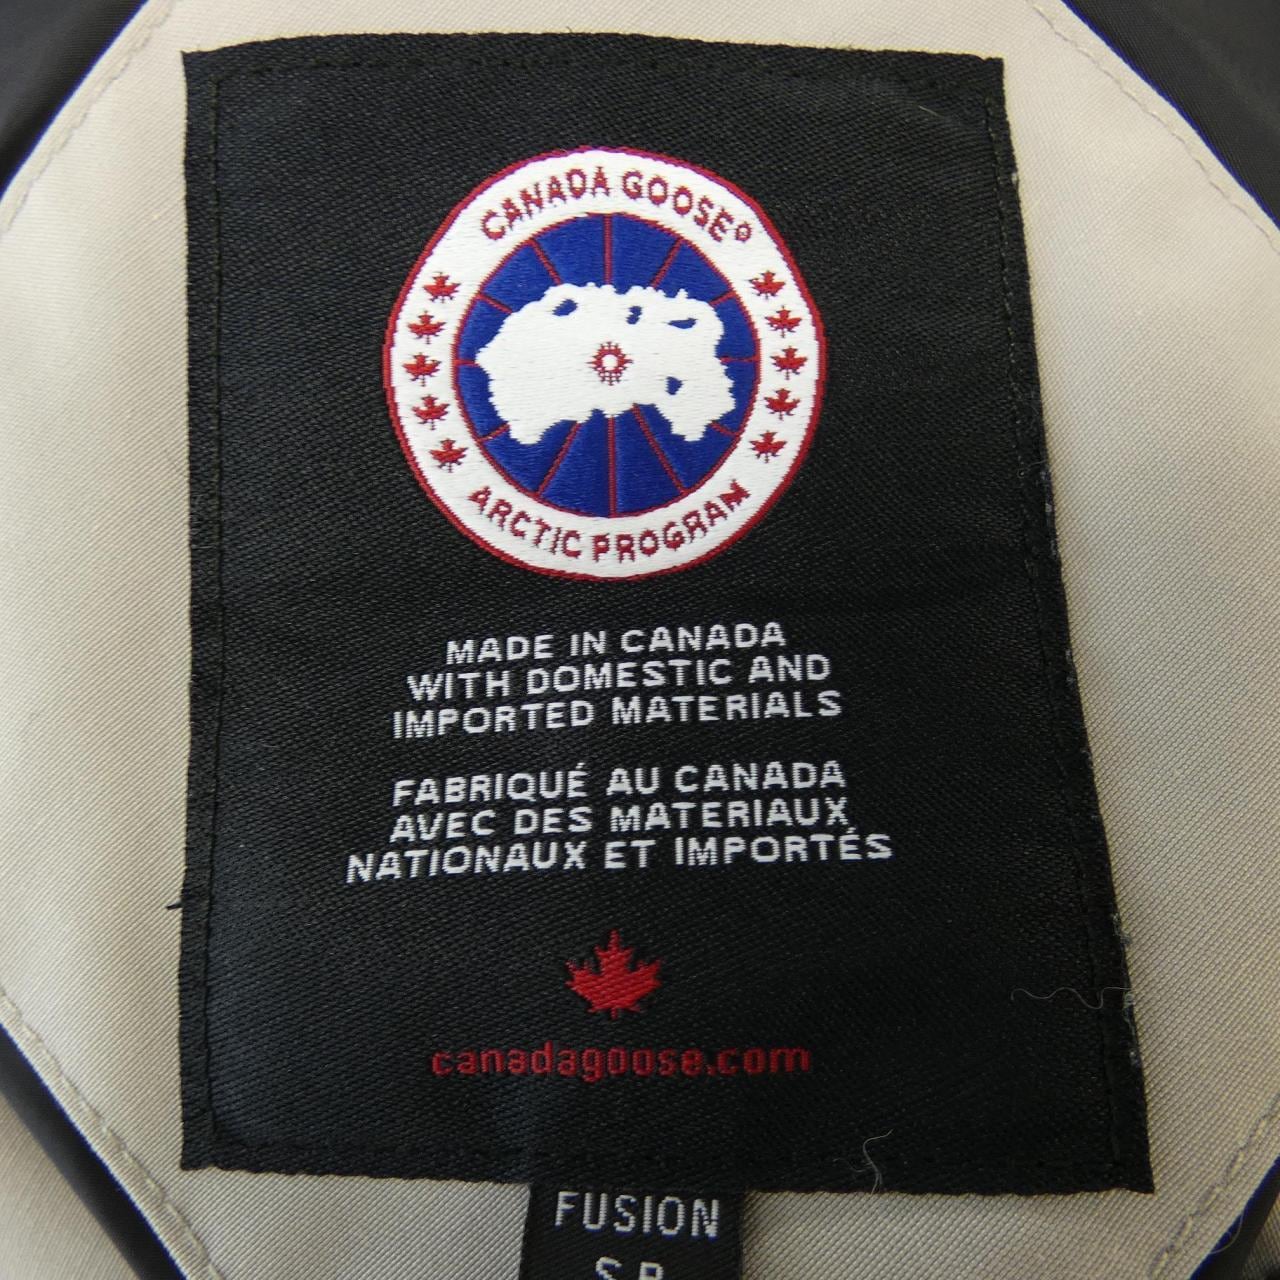 CANADA GOOSE®
ARCTIC PROGRAM
MADE IN CANADA
WITH DOMESTIC AND
IMPORTED MATERIALS
FABRIQUÉ AU CANADA
AVEC DES MATERIAUX
NATIONAUX ET IMPORTÉS
canadagoose.com
FUSION